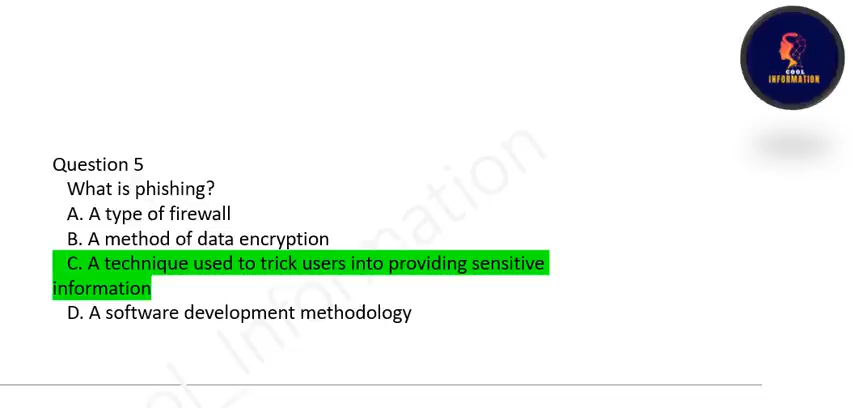 COOL
INFORMATION
Question 5
What is phishing?
A. A type of firewall
B. A method of data encryption
C. A technique used to trick users into providing sensitive
information
D. A software development methodology
ol_Information